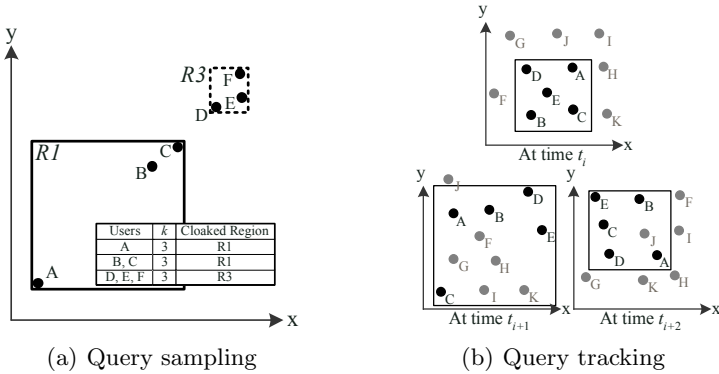 y
R3
F
E
D
R1
C
B
A
Users k Cloaked Region
A 3 R1
B, C 3 R1
D, E, F 3 R3
x
(a) Query sampling
y
G J I
D A H
E
F
B C K
x
At time t_i
y
J
D
A B
F E
G H
C I K
x
At time t_{i+1}
y
E B F
C J I
D A
G K H
x
At time t_{i+2}
(b) Query tracking